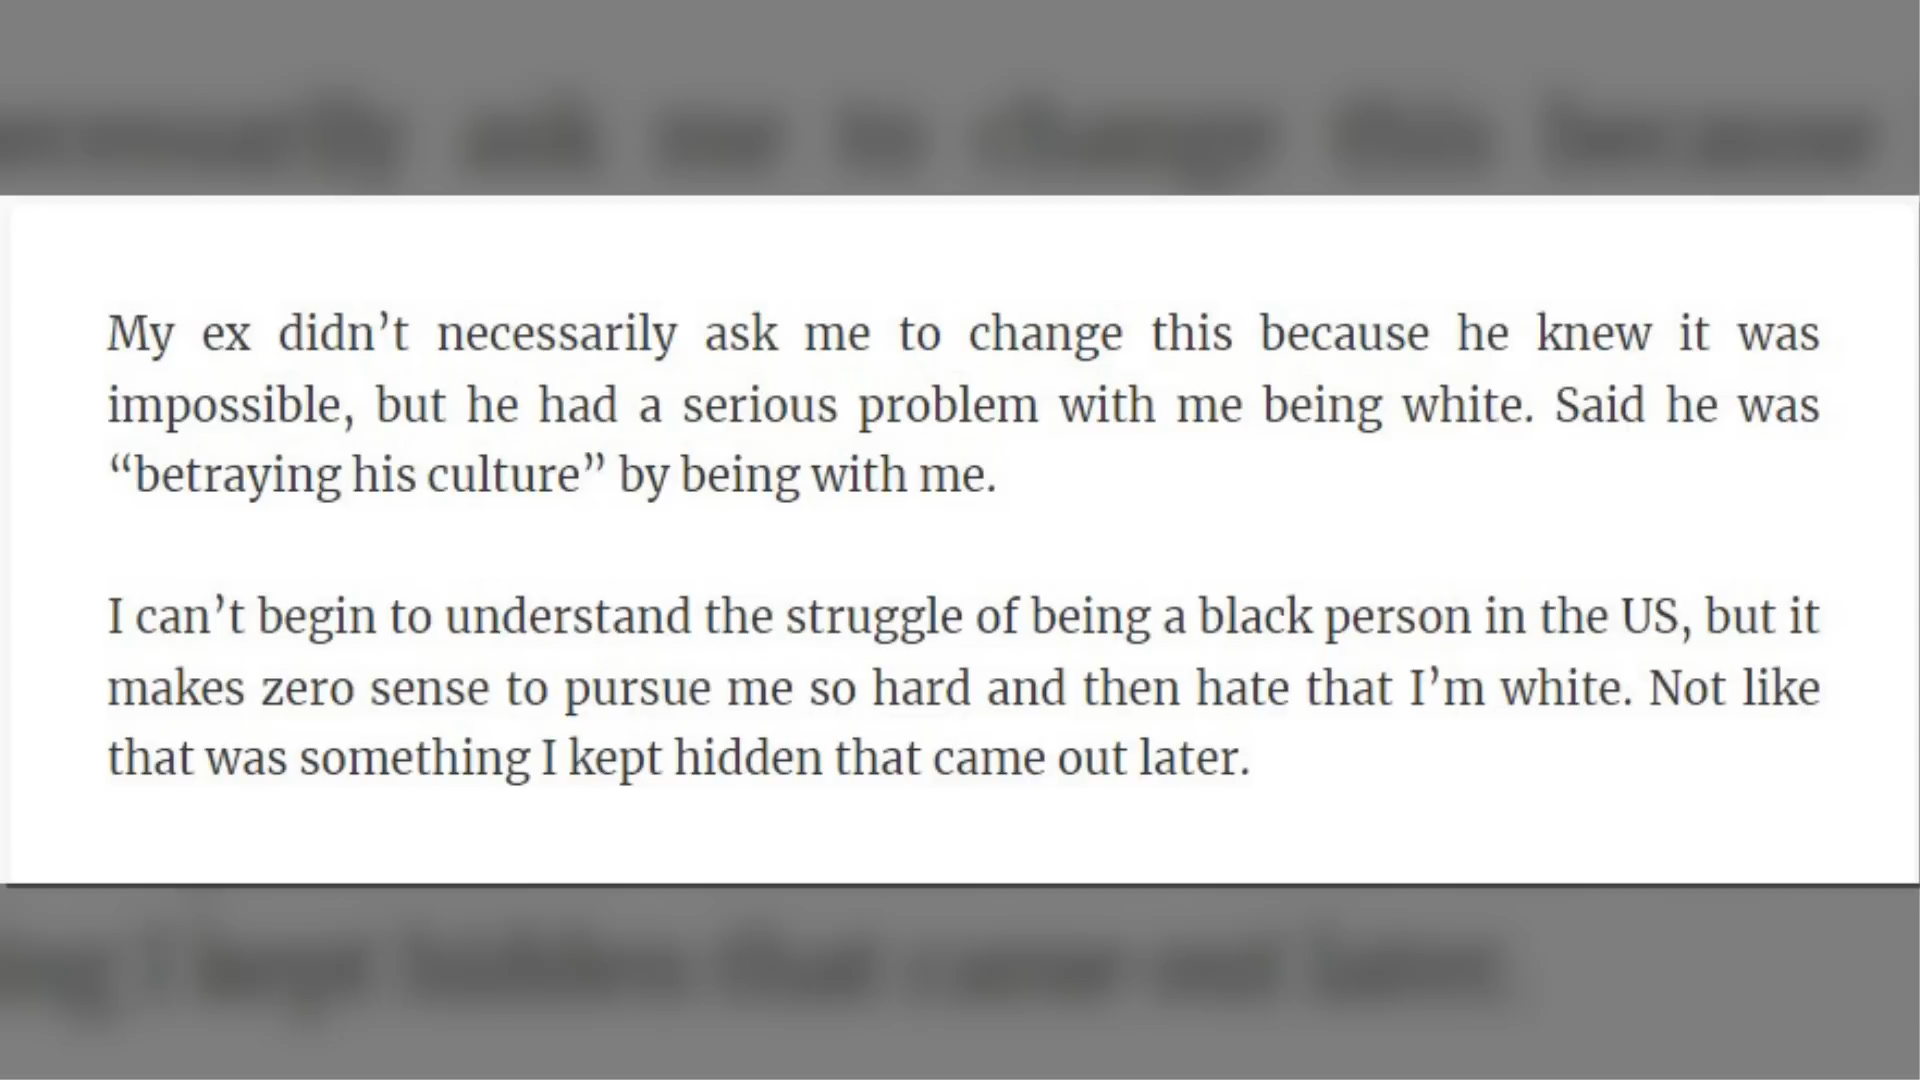 My ex didn’t necessarily ask me to change this because he knew it was
impossible, but he had a serious problem with me being white. Said he was
“betraying his culture” by being with me.
I can’t begin to understand the struggle of being a black person in the US, but it
makes zero sense to pursue me so hard and then hate that I’m white. Not like
that was something I kept hidden that came out later.